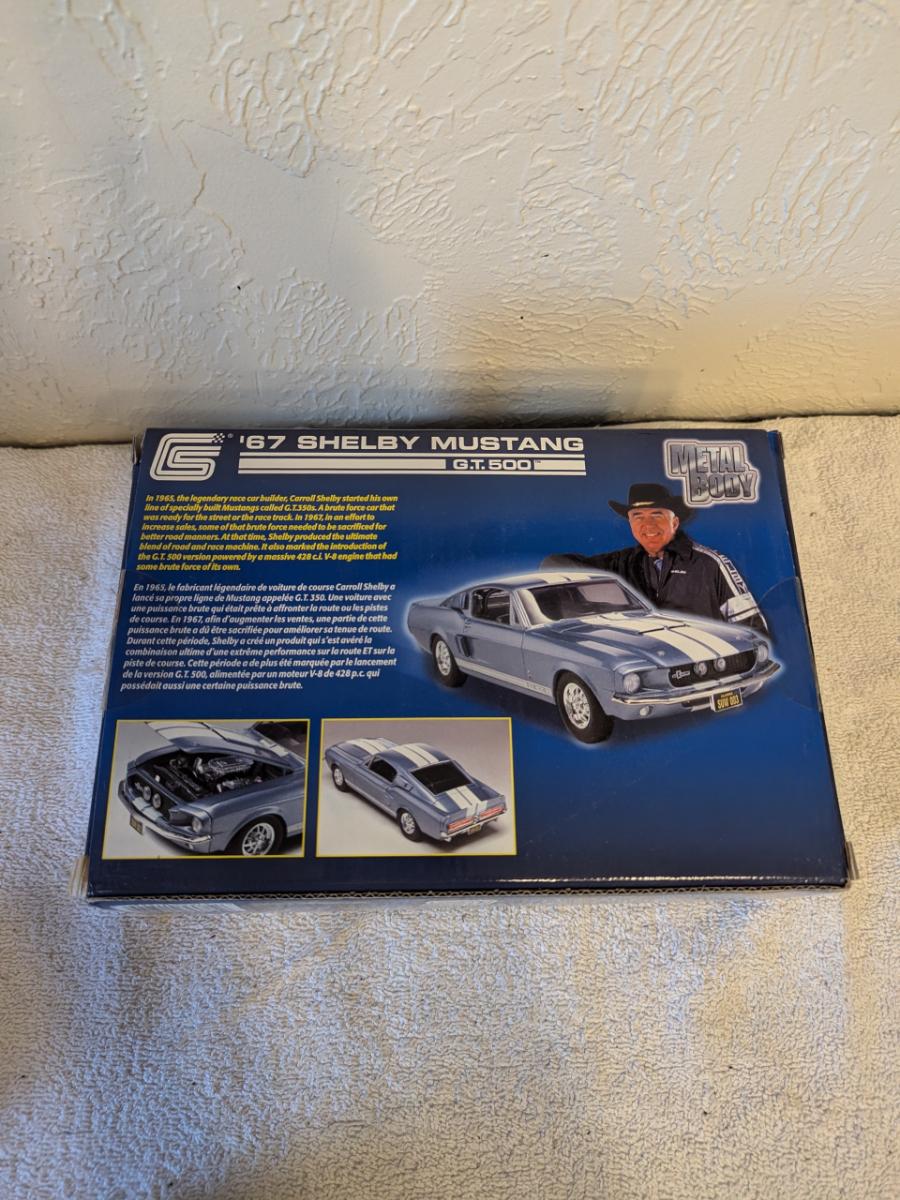 CS®
'67 SHELBY MUSTANG
G.T. 500™
METAL
BODY
In 1965, the legendary race car builder, Carroll Shelby started his own
line of specially built Mustangs called G.T.350s. A brute force car that
was ready for the street or the race track. In 1967, in an effort to
increase sales, some of that brute force needed to be sacrificed for
better road manners. At that time, Shelby produced the ultimate
blend of road and race machine. It also marked the introduction of
the G.T. 500 version powered by a massive 428 c.i. V-8 engine that had
some brute force of its own.
En 1965, le fabricant légendaire de voiture de course Carroll Shelby a
lancé sa propre ligne de Mustang appelée G.T. 350. Une voiture avec
une puissance brute qui était prête à affronter la route ou les pistes
de course. En 1967, afin d'augmenter les ventes, une partie de cette
puissance brute a dû être sacrifiée pour améliorer sa tenue de route.
Durant cette période, Shelby a créé un produit qui s'est avéré la
combinaison ultime d'une extrême performance sur la route ET sur la
piste de course. Cette période a de plus été marquée par le lancement
de la version G.T. 500, alimentée par un moteur V-8 de 428 p.c. qui
possédait aussi une certaine puissance brute.
SUW 003